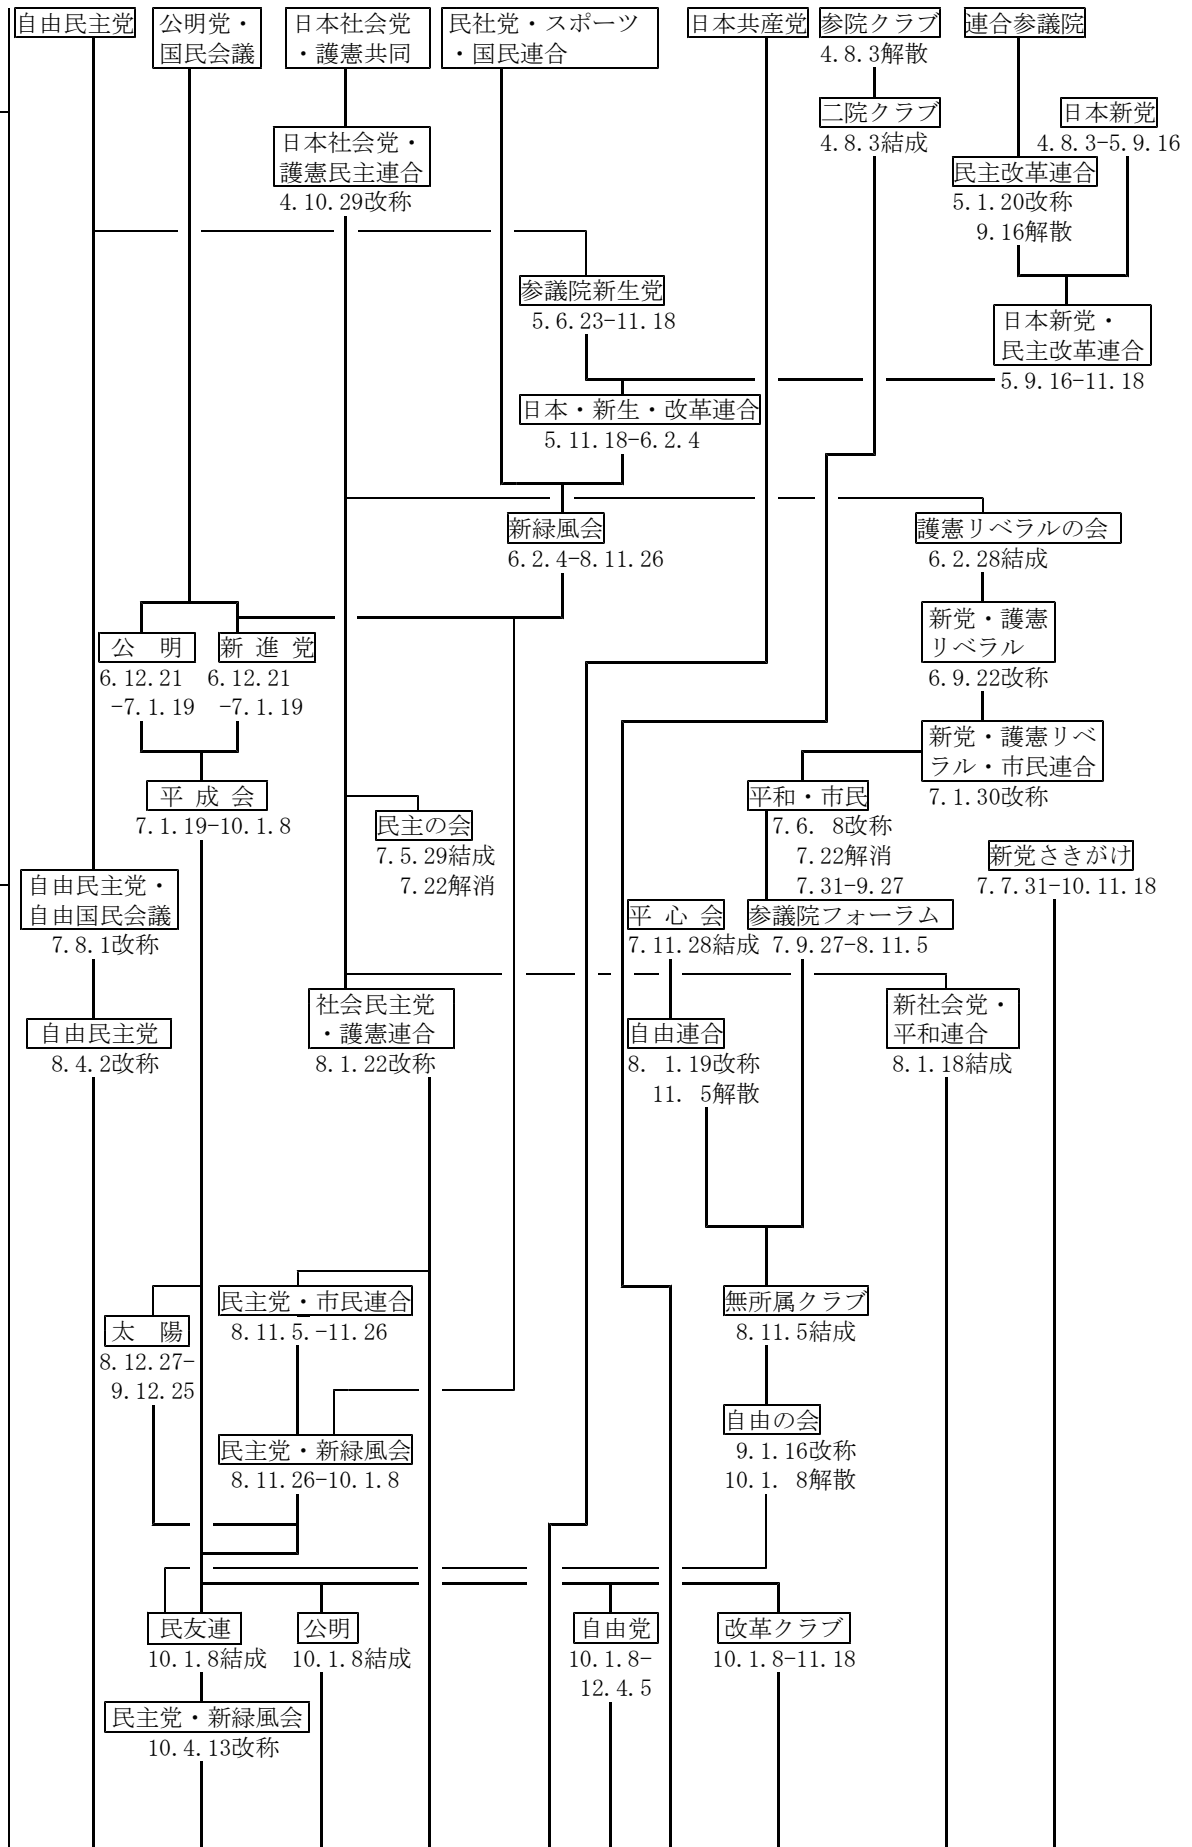 自由民主党
公明党・
国民会議
日本社会党
・護憲共同
民社党・スポーツ
・国民連合
日本共産党
参院クラブ
4.8.3解散
連合参議院
二院クラブ
4.8.3結成
日本新党
4.8.3-5.9.16
日本社会党・
護憲民主連合
4.10.29改称
民主改革連合
5.1.20改称
9.16解散
参議院新生党
5.6.23-11.18
日本新党・
民主改革連合
5.9.16-11.18
日本・新生・改革連合
5.11.18-6.2.4
新緑風会
6.2.4-8.11.26
護憲リベラルの会
6.2.28結成
公　明
6.12.21
-7.1.19
新 進 党
6.12.21
-7.1.19
新党・護憲
リベラル
6.9.22改称
新党・護憲リベ
ラル・市民連合
7.1.30改称
平 成 会
7.1.19-10.1.8
民主の会
7.5.29結成
7.22解消
平和・市民
7.6. 8改称
7.22解消
7.31-9.27
新党さきがけ
7.7.31-10.11.18
自由民主党・
自由国民会議
7.8.1改称
平 心 会
7.11.28結成
参議院フォーラム
7.9.27-8.11.5
自由民主党
8.4.2改称
社会民主党
・護憲連合
8.1.22改称
自由連合
8. 1.19改称
11. 5解散
新社会党・
平和連合
8.1.18結成
太　陽
8.12.27-
9.12.25
民主党・市民連合
8.11.5.-11.26
無所属クラブ
8.11.5結成
民主党・新緑風会
8.11.26-10.1.8
自由の会
9.1.16改称
10.1. 8解散
民友連
10.1.8結成
公明
10.1.8結成
自由党
10.1.8-
12.4.5
改革クラブ
10.1.8-11.18
民主党・新緑風会
10.4.13改称